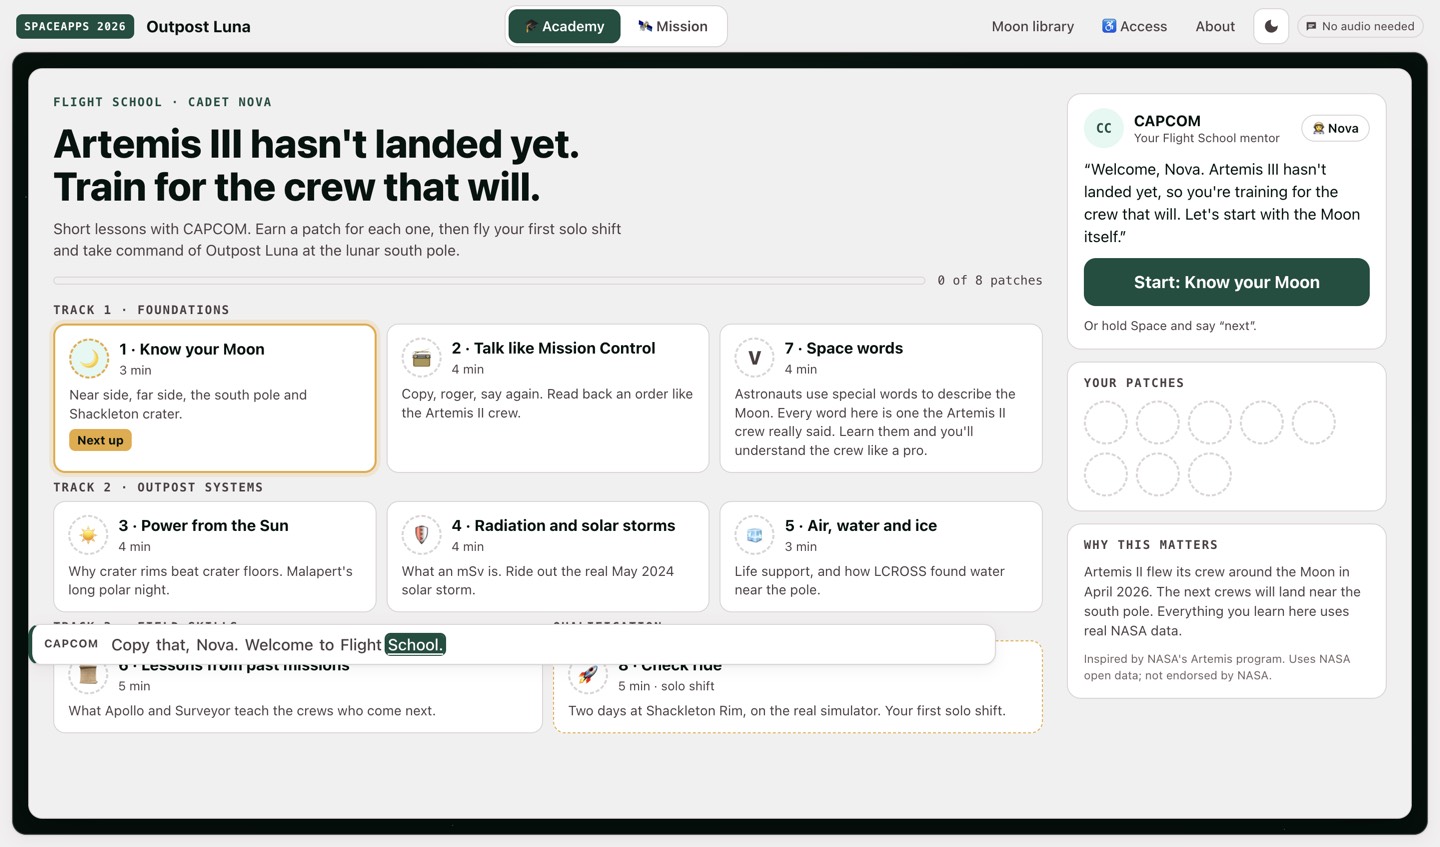 SPACEAPPS 2026
Outpost Luna
Academy
Mission
Moon library
Access
About
No audio needed
FLIGHT SCHOOL · CADET NOVA
Artemis III hasn't landed yet.
Train for the crew that will.
Short lessons with CAPCOM. Earn a patch for each one, then fly your first solo shift
and take command of Outpost Luna at the lunar south pole.
0 of 8 patches
TRACK 1 · FOUNDATIONS
1 · Know your Moon
3 min
Near side, far side, the south pole and
Shackleton crater.
Next up
2 · Talk like Mission Control
4 min
Copy, roger, say again. Read back an order like
the Artemis II crew.
V
7 · Space words
4 min
Astronauts use special words to describe the
Moon. Every word here is one the Artemis II
crew really said. Learn them and you'll
understand the crew like a pro.
TRACK 2 · OUTPOST SYSTEMS
3 · Power from the Sun
4 min
Why crater rims beat crater floors. Malapert's
long polar night.
4 · Radiation and solar storms
4 min
What an mSv is. Ride out the real May 2024
solar storm.
5 · Air, water and ice
3 min
Life support, and how LCROSS found water
near the pole.
TRACK 3 · FIELD SKILLS
QUALIFICATION
CAPCOM
Copy that, Nova. Welcome to Flight School.
6 · Lessons from past missions
5 min
What Apollo and Surveyor teach the crews who come next.
8 · Check ride
5 min · solo shift
Two days at Shackleton Rim, on the real simulator. Your first solo shift.
CC
CAPCOM
Your Flight School mentor
Nova
“Welcome, Nova. Artemis III hasn't
landed yet, so you're training for the
crew that will. Let's start with the Moon
itself.”
Start: Know your Moon
Or hold Space and say “next”.
YOUR PATCHES
WHY THIS MATTERS
Artemis II flew its crew around the Moon in
April 2026. The next crews will land near the
south pole. Everything you learn here uses
real NASA data.
Inspired by NASA's Artemis program. Uses NASA
open data; not endorsed by NASA.